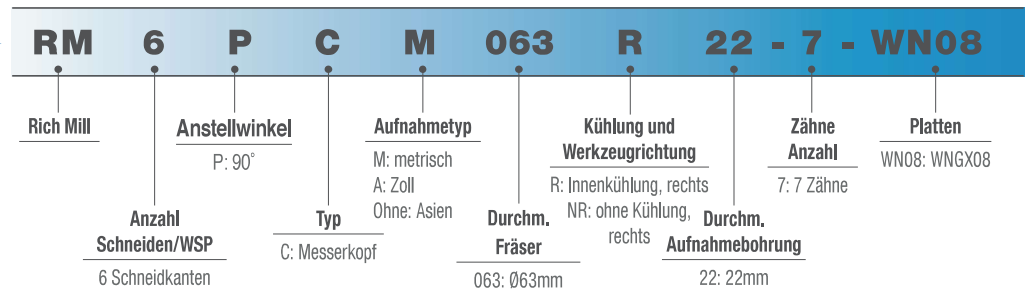 RM 6 P C M 063 R 22 - 7 - WN08
Rich Mill
Anzahl
Schneiden/WSP
6 Schneidkanten
Anstellwinkel
P: 90°
Typ
C: Messerkopf
Aufnahmetyp
M: metrisch
A: Zoll
Ohne: Asien
Durchm.
Fräser
063: Ø63mm
Kühlung und
Werkzeugrichtung
R: Innenkühlung, rechts
NR: ohne Kühlung,
rechts
Durchm.
Aufnahmebohrung
22: 22mm
Zähne
Anzahl
7: 7 Zähne
Platten
WN08: WNGX08